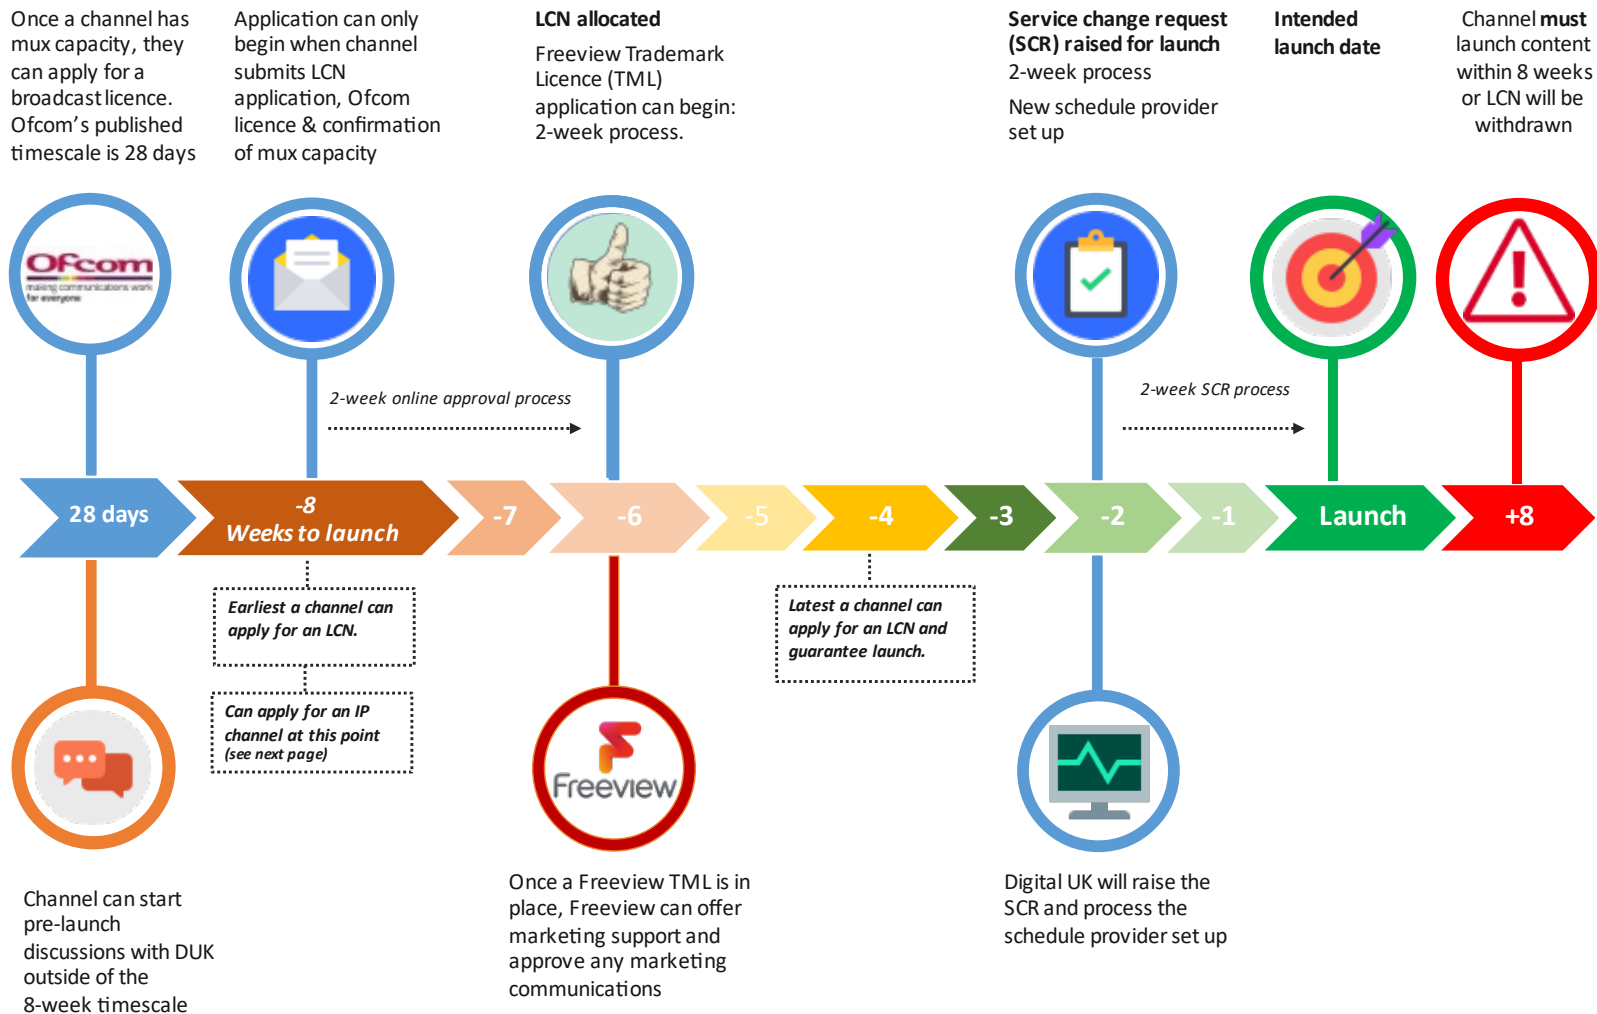 Once a channel has
mux capacity, they
can apply for a
broadcast licence.
Ofcom's published
timescale is 28 days
Application can only
begin when channel
submits LCN
application, Ofcom
licence & confirmation
of mux capacity
LCN allocated
Freeview Trademark
Licence (TML)
application can begin:
2-week process.
Service change request
(SCR) raised for launch
2-week process
New schedule provider
set up
Intended
launch date
Channel must
launch content
within 8 weeks
or LCN will be
withdrawn
Ofcom
making communications work
for everyone
2-week online approval process
2-week SCR process
28 days
-8
Weeks to launch
-7
-6
-5
-4
-3
-2
-1
Launch
+8
Earliest a channel can
apply for an LCN.
Can apply for an IP
channel at this point
(see next page)
Latest a channel can
apply for an LCN and
guarantee launch.
Freeview
Channel can start
pre-launch
discussions with DUK
outside of the
8-week timescale
Once a Freeview TML is in
place, Freeview can offer
marketing support and
approve any marketing
communications
Digital UK will raise the
SCR and process the
schedule provider set up